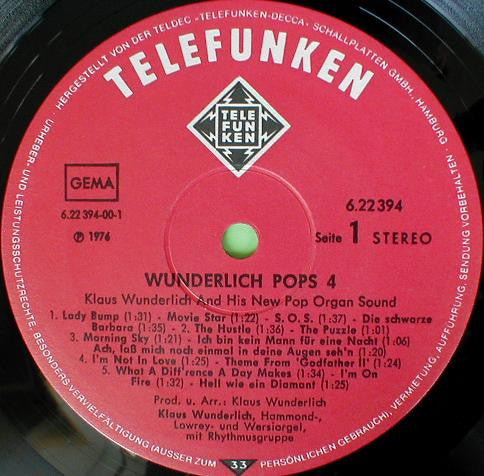 HERGESTELLT VON DER TELDEC »TELEFUNKEN-DECCA« SCHALLPLATTEN GMBH., HAMBURG
URHEBER- UND LEISTUNGSSCHUTZRECHTE, BESONDERS VERVIELFÄLTIGUNG (AUSSER ZUM PERSÖNLICHEN GEBRAUCH), VERMIETUNG, AUFFÜHRUNG, SENDUNG VORBEHALTEN
TELEFUNKEN
TELE
FUN
KEN
GEMA
6.22 394-00-1
℗ 1976
6.22394
Seite 1 STEREO
WUNDERLICH POPS 4
Klaus Wunderlich And His New Pop Organ Sound
1. Lady Bump (1:31) - Movie Star (1:22) - S.O.S. (1:37) - Die schwarze
Barbara (1:35) - 2. The Hustle (1:36) - The Puzzle (1:01)
3. Morning Sky (1:21) - Ich bin kein Mann für eine Nacht (1:06)
Ach, laß mich noch einmal in deine Augen seh'n (1:20)
4. I'm Not In Love (1:25) - Theme From 'Godfather II' (1:24)
5. What A Diff'rence A Day Makes (1:34) - I'm On
Fire (1:32) - Hell wie ein Diamant (1:25)
Prod. u. Arr.: Klaus Wunderlich
Klaus Wunderlich, Hammond-,
Lowrey- und Wersiorgel,
mit Rhythmusgruppe
33